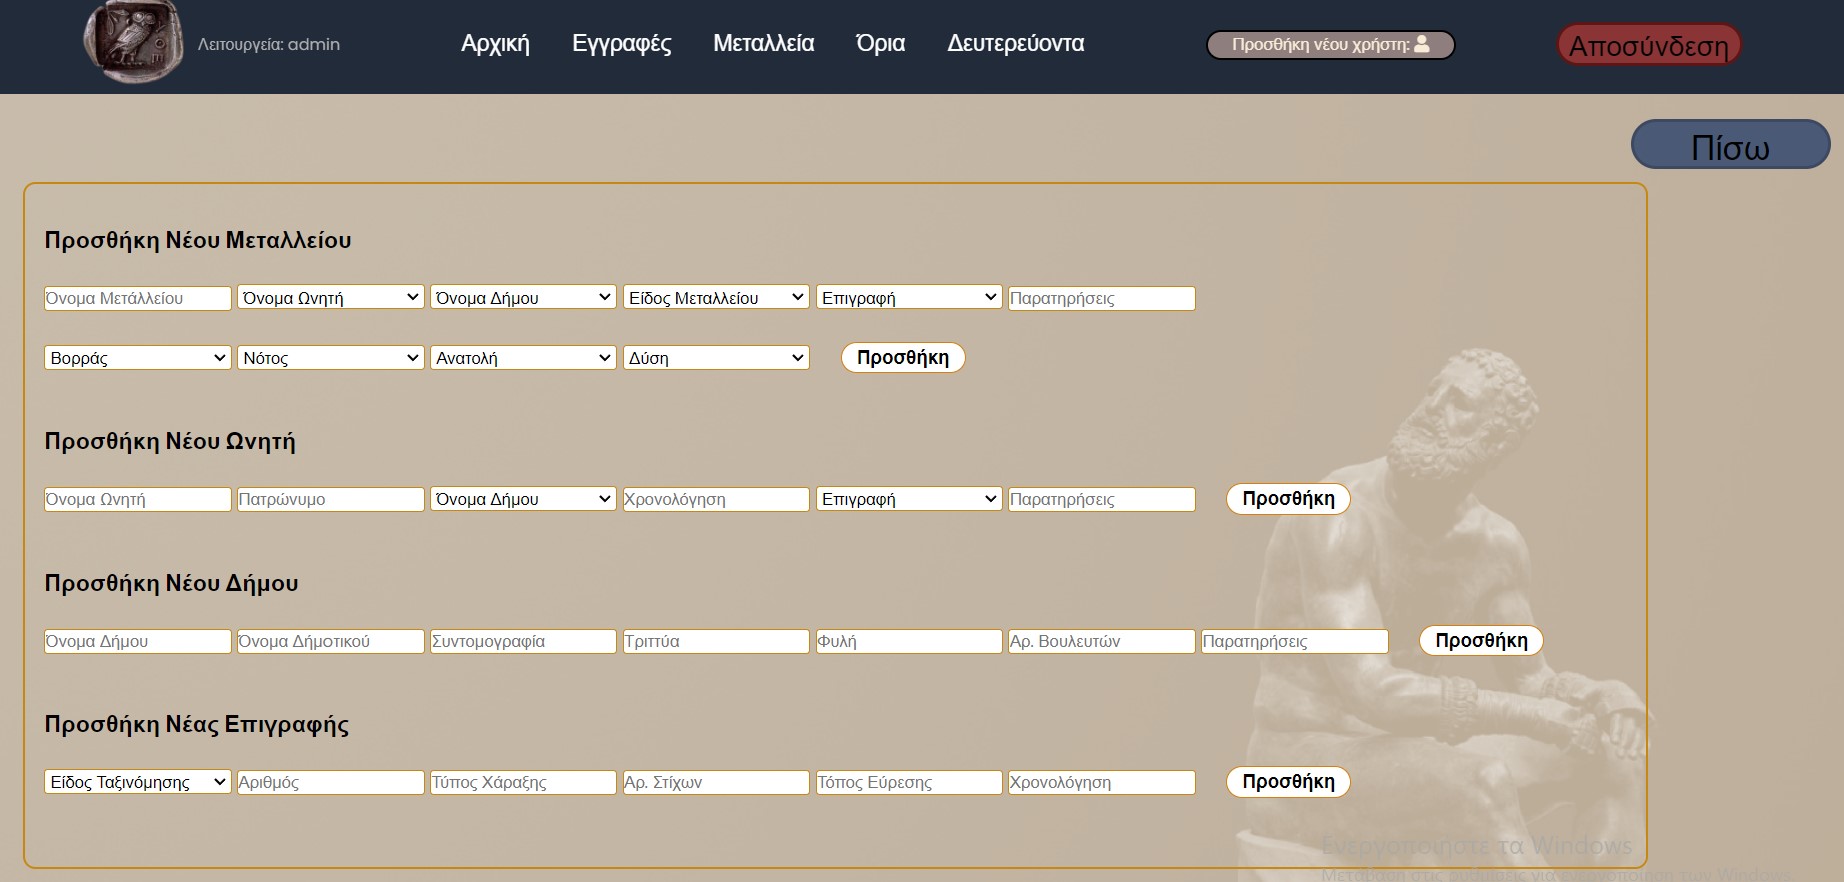 Λειτουργεία: admin Αρχική Εγγραφές Μεταλλεία Όρια Δευτερεύοντα Προσθήκη νέου χρήστη: Αποσύνδεση
Πίσω
Προσθήκη Νέου Μεταλλείου
Όνομα Μετάλλείου Όνομα Ωνητή Όνομα Δήμου Είδος Μεταλλείου Επιγραφή Παρατηρήσεις
Βορράς Νότος Ανατολή Δύση Προσθήκη
Προσθήκη Νέου Ωνητή
Όνομα Ωνητή Πατρώνυμο Όνομα Δήμου Χρονολόγηση Επιγραφή Παρατηρήσεις Προσθήκη
Προσθήκη Νέου Δήμου
Όνομα Δήμου Όνομα Δήμοτικού Συντομογραφία Τριττύα Φυλή Αρ. Βουλευτών Παρατηρήσεις Προσθήκη
Προσθήκη Νέας Επιγραφής
Είδος Ταξινόμησης Αριθμός Τύπος Χάραξης Αρ. Στίχων Τόπος Εύρεσης Χρονολόγηση Προσθήκη
Ενεργοποιήστε τα Windows
Μετάβαση στις ρυθμίσεις για ενεργοποίηση των Windows.